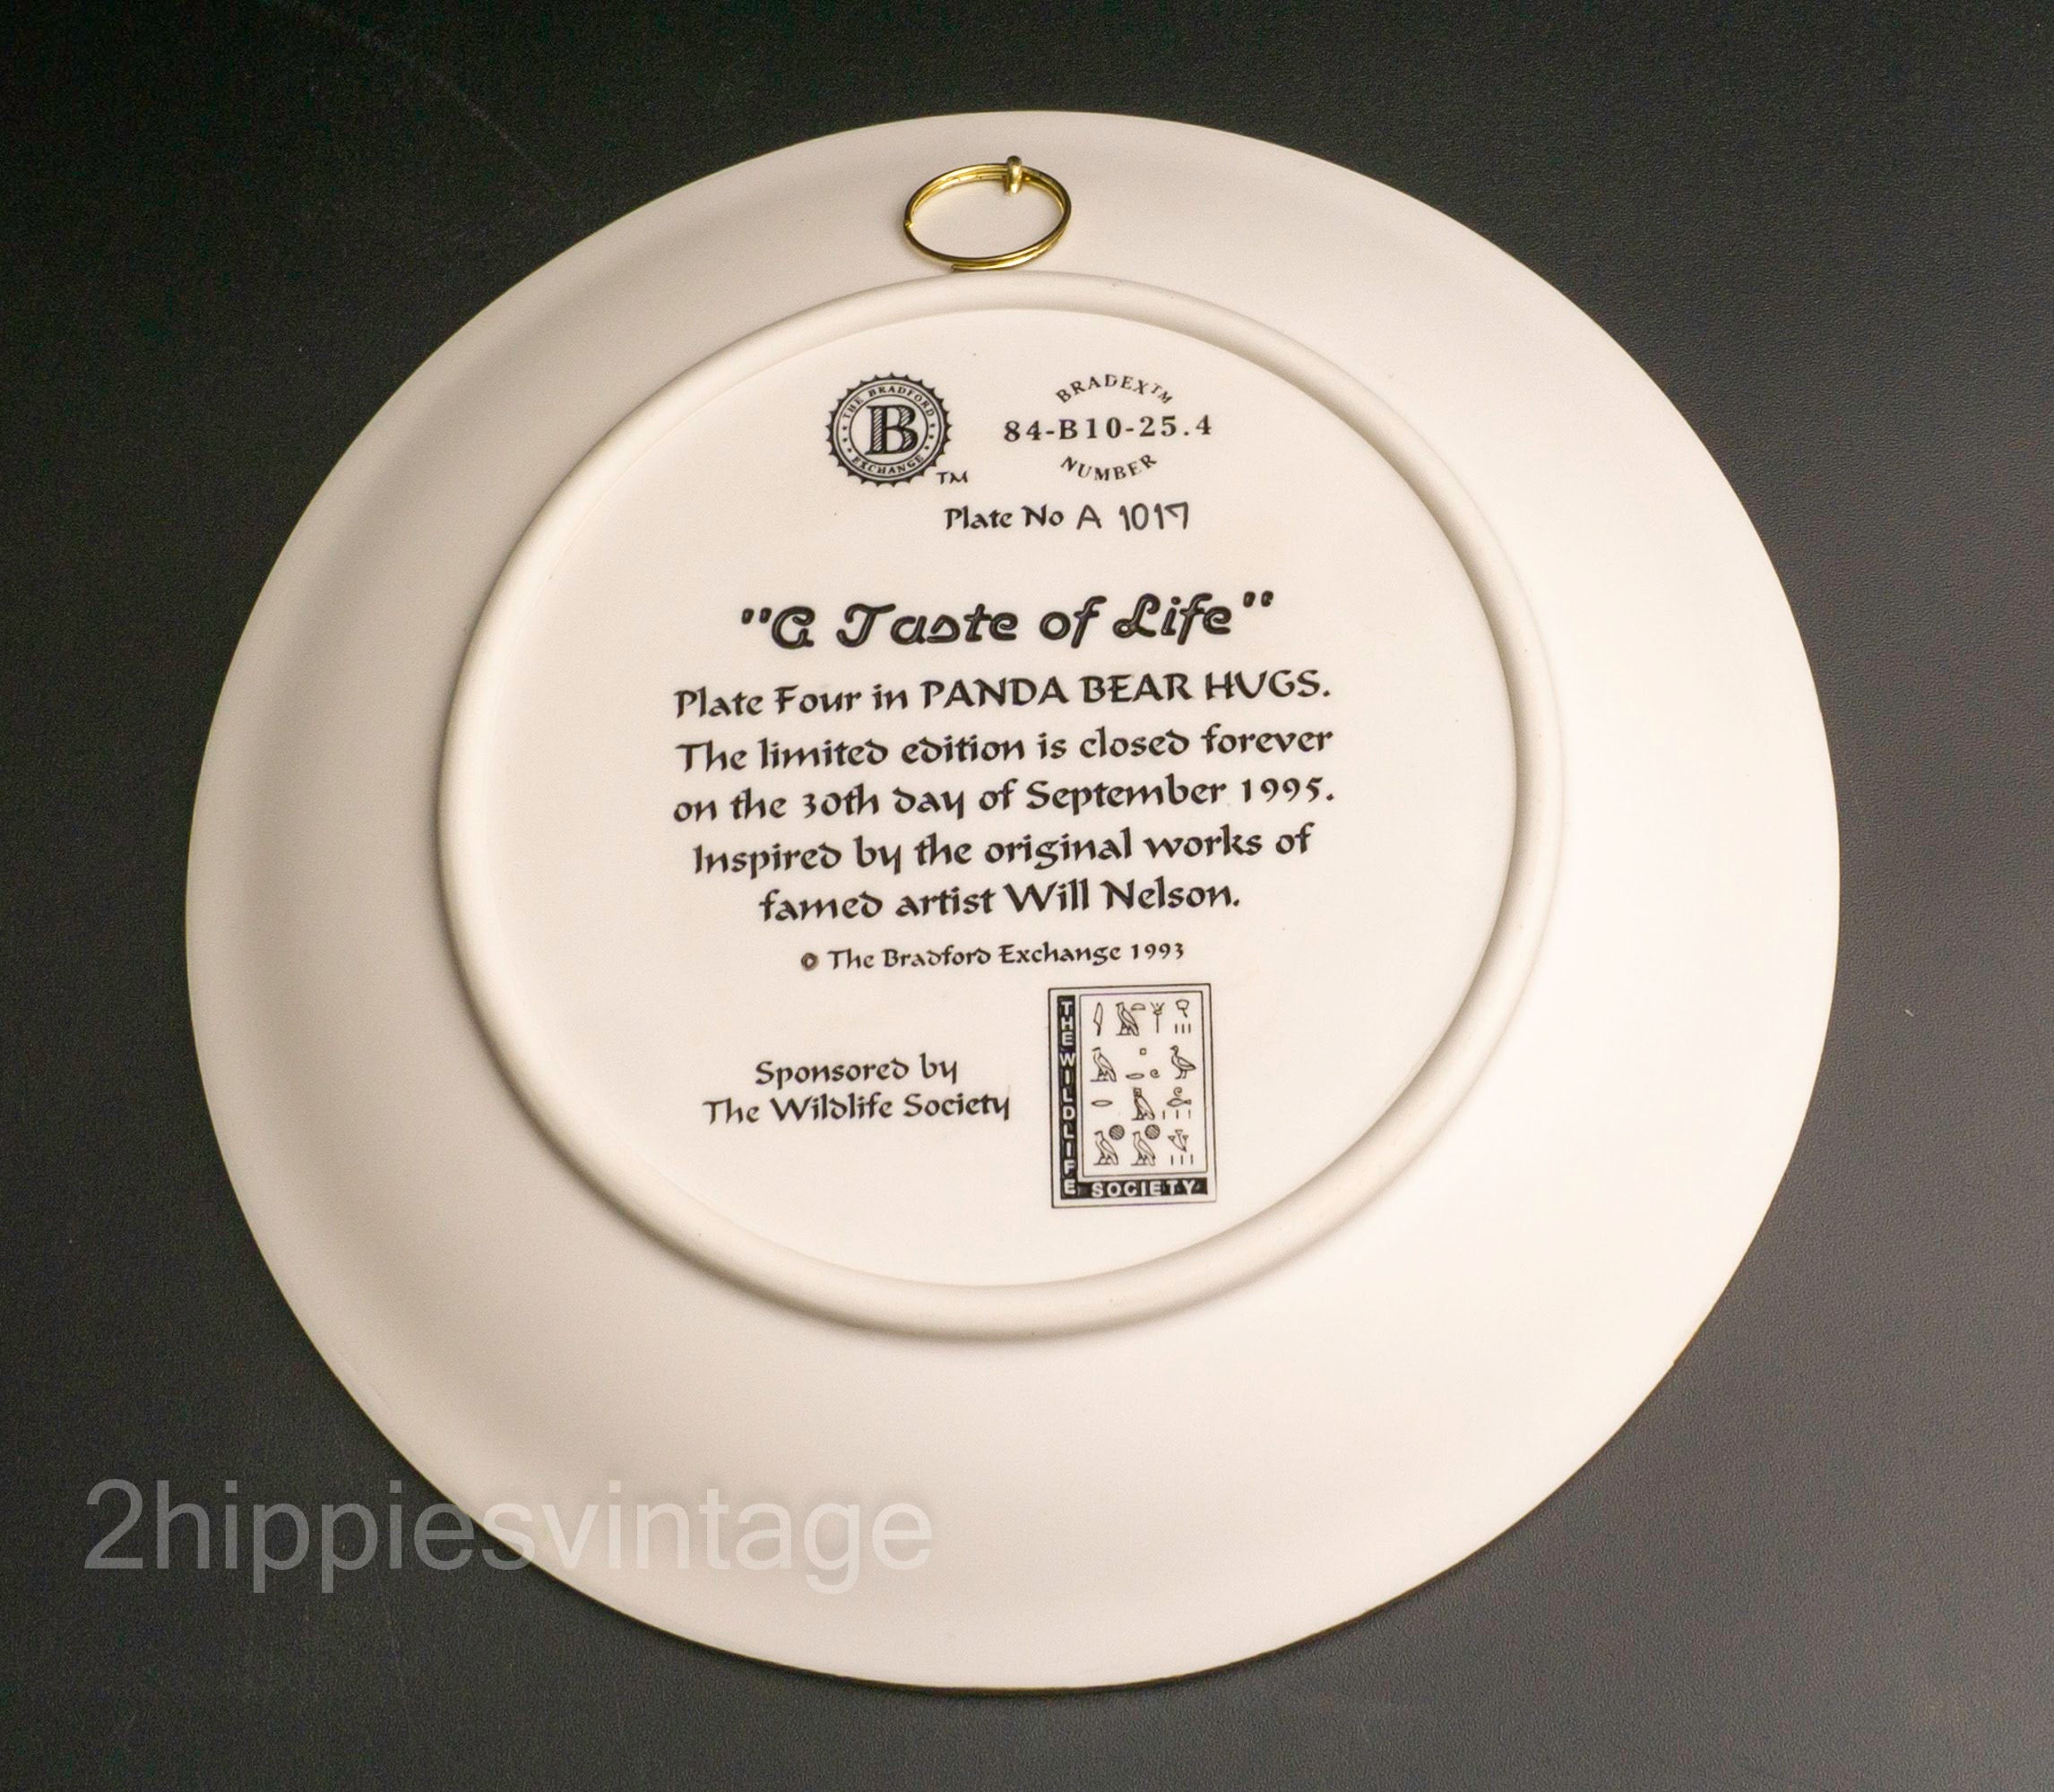 THE BRADFORD
B
EXCHANGE
TM
BRADEX™
84-B10-25.4
NUMBER
Plate No A 1017
"A Taste of Life"
Plate Four in PANDA BEAR HUGS.
The limited edition is closed forever
on the 30th day of September 1995.
Inspired by the original works of
famed artist Will Nelson.
© The Bradford Exchange 1993
Sponsored by
The Wildlife Society
THE WILDLIFE
SOCIETY
2hippiesvintage